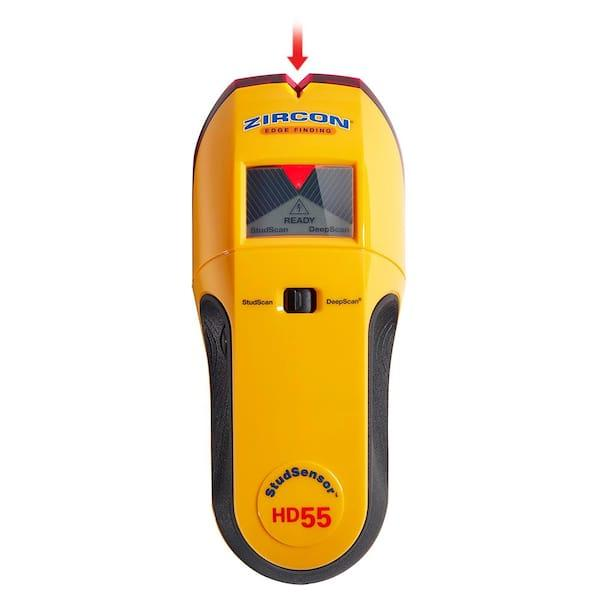 ZIRCON®
EDGE FINDING
READY
StudScan DeepScan
StudScan DeepScan®
StudSensor™
HD55